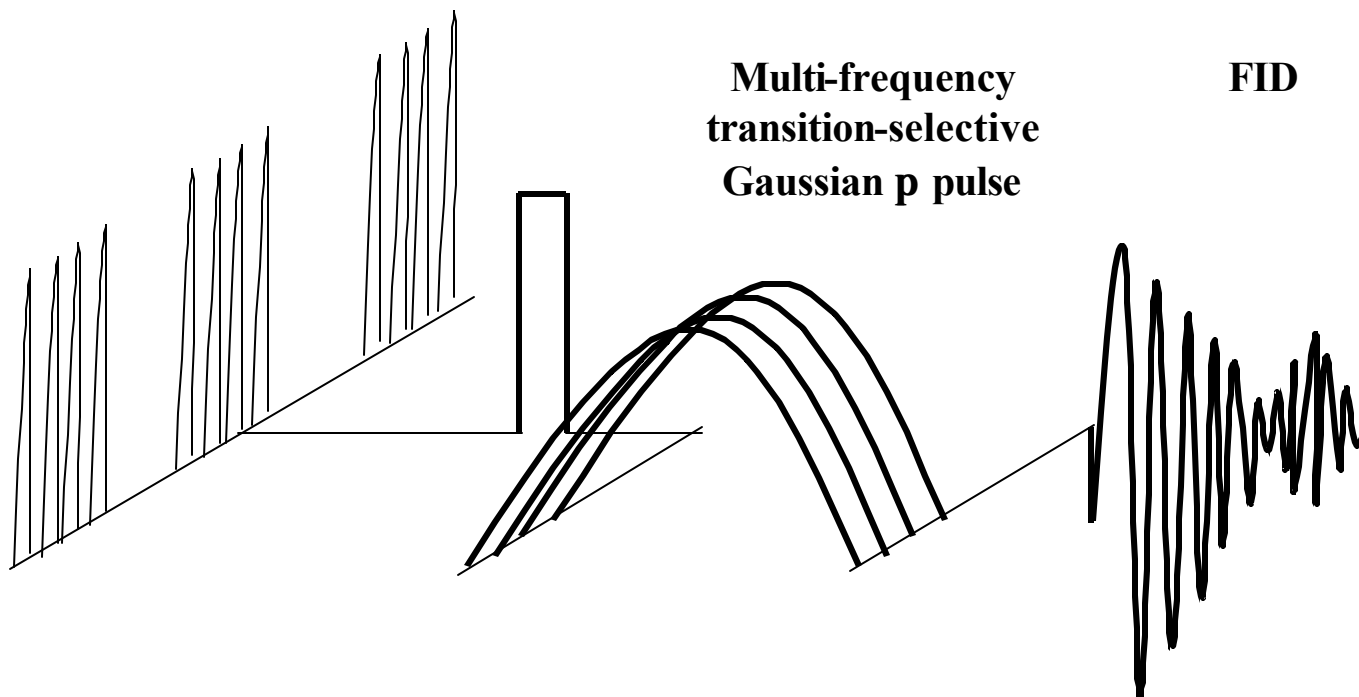 Multi-frequency
transition-selective
Gaussian p pulse
FID